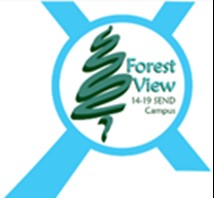 Forest
View
14-19 SEND
Campus